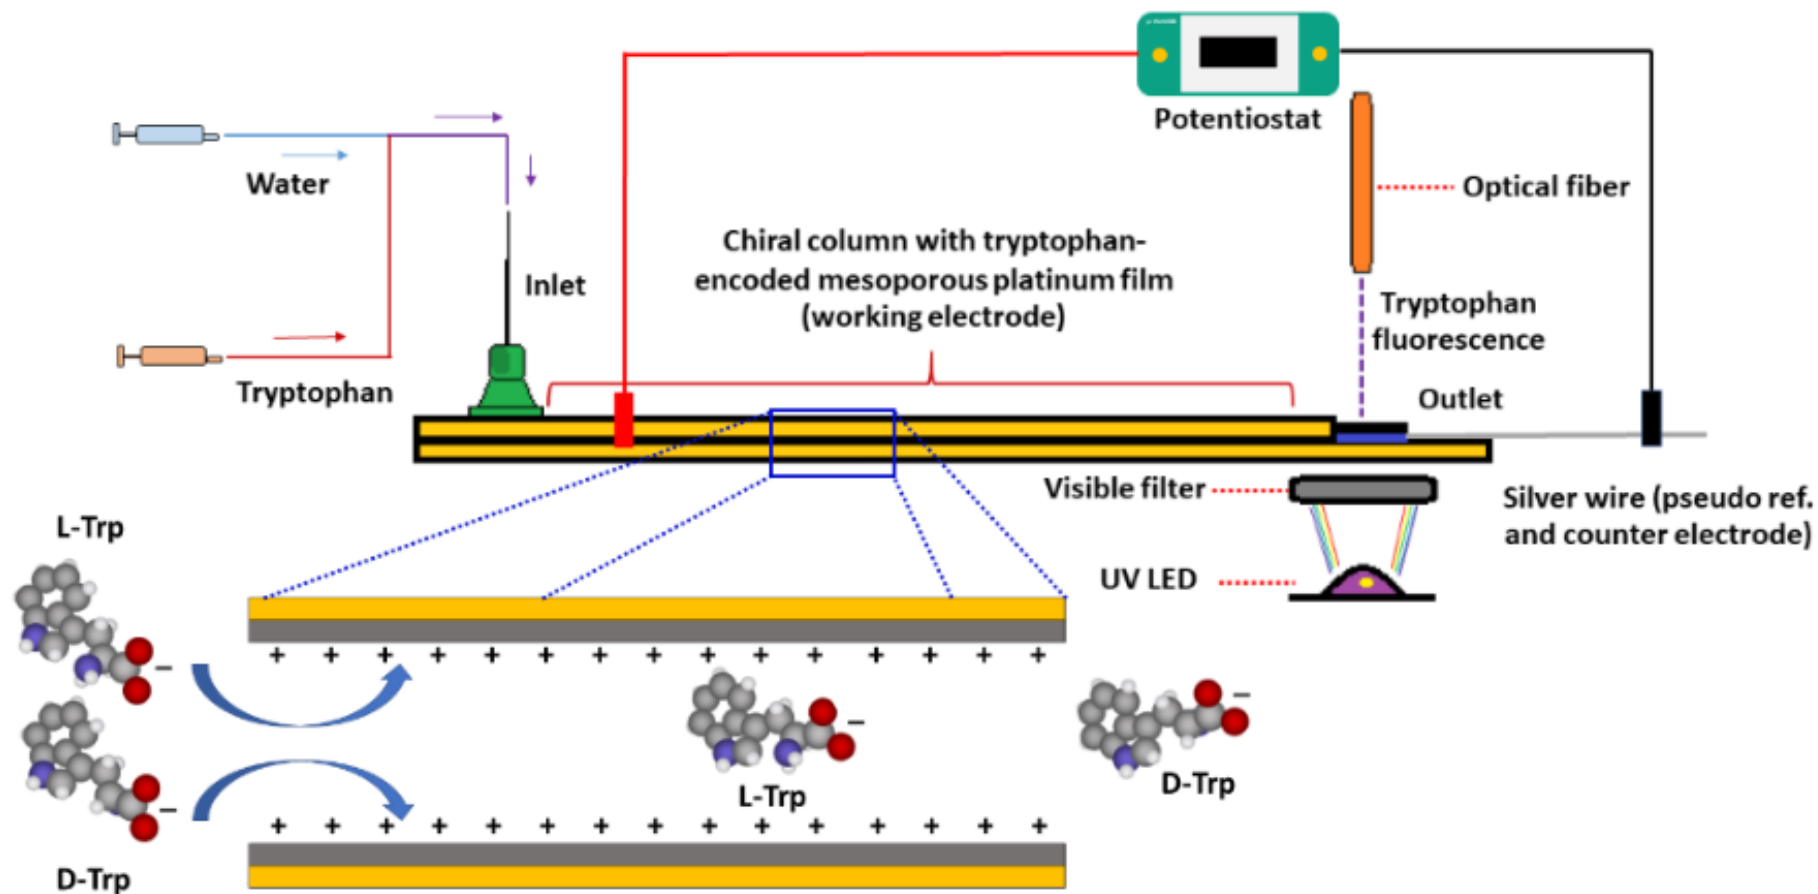 Potentiostat
Water
Optical fiber
Chiral column with tryptophan-
encoded mesoporous platinum film
(working electrode)
Inlet
Tryptophan
fluorescence
Tryptophan
Outlet
Visible filter
Silver wire (pseudo ref.
and counter electrode)
L-Trp
UV LED
+ + + + + + + + + + + + + + +
−
−
−
−
L-Trp
D-Trp
+ + + + + + + + + + + + + + +
D-Trp